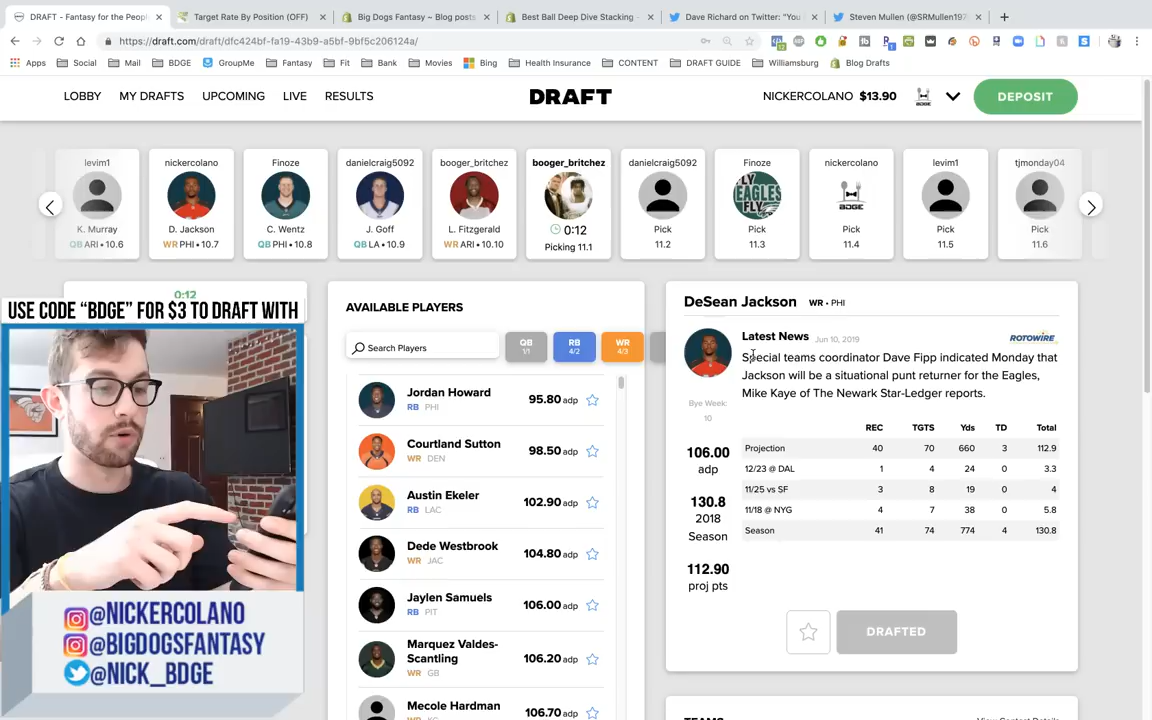 DRAFT - Fantasy for the Peopl
Target Rate By Position (OFF)
Big Dogs Fantasy ~ Blog posts
Best Ball Deep Dive Stacking -
Dave Richard on Twitter: "You
Steven Mullen (@SRMullen197
https://draft.com/draft/dfc424bf-fa19-43b9-a5bf-9bf5c206124a/
Apps Social Mail BDGE GroupMe Fantasy Fit Bank Movies Bing Health Insurance CONTENT DRAFT GUIDE Williamsburg Blog Drafts
LOBBY MY DRAFTS UPCOMING LIVE RESULTS DRAFT NICKERCOLANO $13.90 DEPOSIT
levim1
K. Murray
QB ARI • 10.6
nickercolano
D. Jackson
WR PHI • 10.7
Finoze
C. Wentz
QB PHI • 10.8
danielcraig5092
J. Goff
QB LA • 10.9
booger_britchez
L. Fitzgerald
WR ARI • 10.10
booger_britchez
0:12
Picking 11.1
danielcraig5092
Pick
11.2
Finoze
FLY EAGLES FLY
Pick
11.3
nickercolano
BDGE
Pick
11.4
levim1
Pick
11.5
tjmonday04
Pick
11.6
0:12
USE CODE "BDGE" FOR $3 TO DRAFT WITH
@NICKERCOLANO
@BIGDOGSFANTASY
@NICK_BDGE
AVAILABLE PLAYERS
Search Players
QB
1/1
RB
4/2
WR
4/3
Jordan Howard
RB PHI
95.80 adp
Courtland Sutton
WR DEN
98.50 adp
Austin Ekeler
RB LAC
102.90 adp
Dede Westbrook
WR JAC
104.80 adp
Jaylen Samuels
RB PIT
106.00 adp
Marquez Valdes-
Scantling
WR GB
106.20 adp
Mecole Hardman
106.70 adp
DeSean Jackson WR • PHI
Latest News Jun 10, 2019
ROTOWIRE
Special teams coordinator Dave Fipp indicated Monday that
Jackson will be a situational punt returner for the Eagles,
Mike Kaye of The Newark Star-Ledger reports.
Bye Week:
10
106.00
adp
130.8
2018
Season
112.90
proj pts
REC TGTS Yds TD Total
Projection 40 70 660 3 112.9
12/23 @ DAL 1 4 24 0 3.3
11/25 vs SF 3 8 19 0 4
11/18 @ NYG 4 7 38 0 5.8
Season 41 74 774 4 130.8
DRAFTED